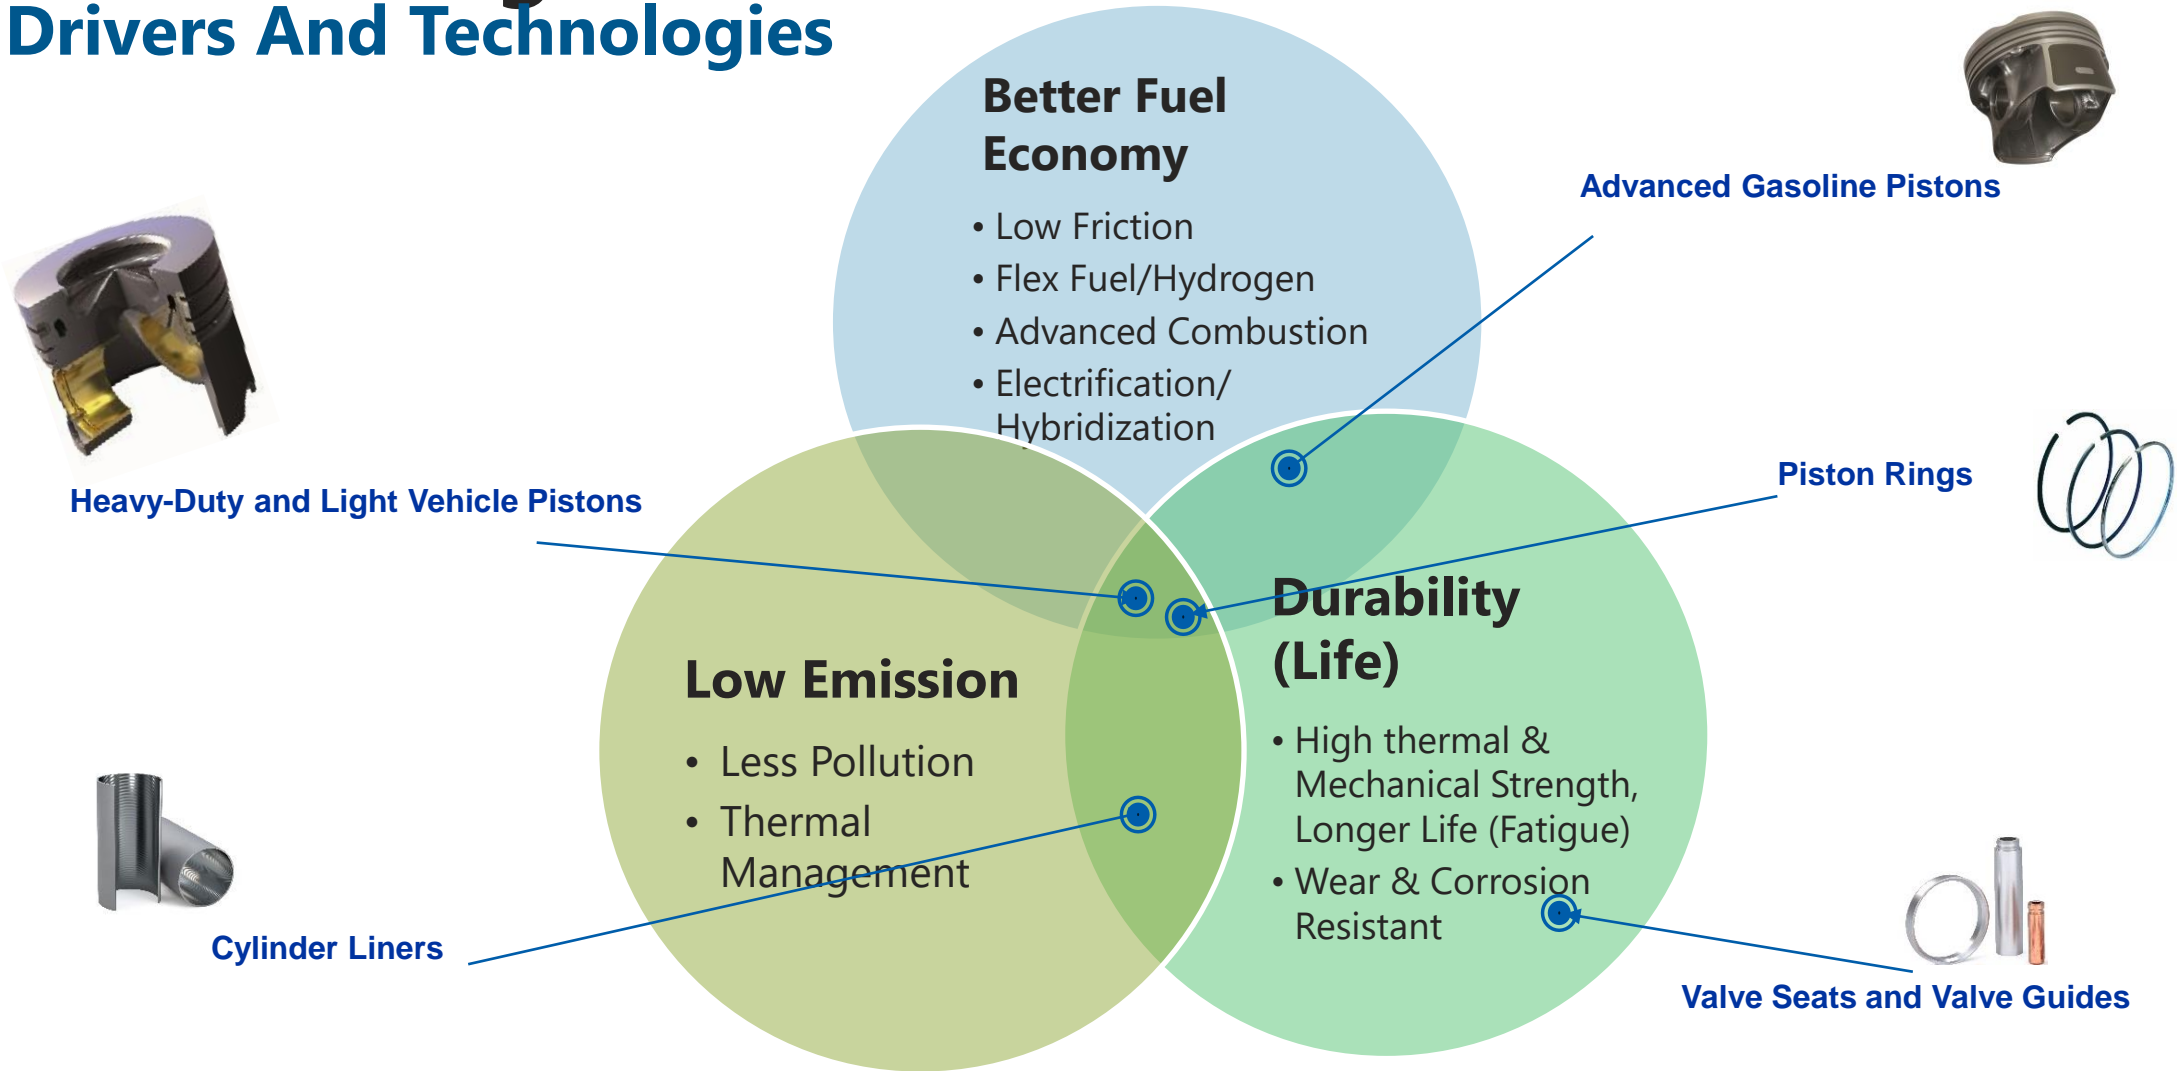 Drivers And Technologies
Better Fuel
Economy
• Low Friction
• Flex Fuel/Hydrogen
• Advanced Combustion
• Electrification/
Hybridization
Advanced Gasoline Pistons
Heavy-Duty and Light Vehicle Pistons
Piston Rings
Low Emission
• Less Pollution
• Thermal
Management
Durability
(Life)
• High thermal &
Mechanical Strength,
Longer Life (Fatigue)
• Wear & Corrosion
Resistant
Cylinder Liners
Valve Seats and Valve Guides